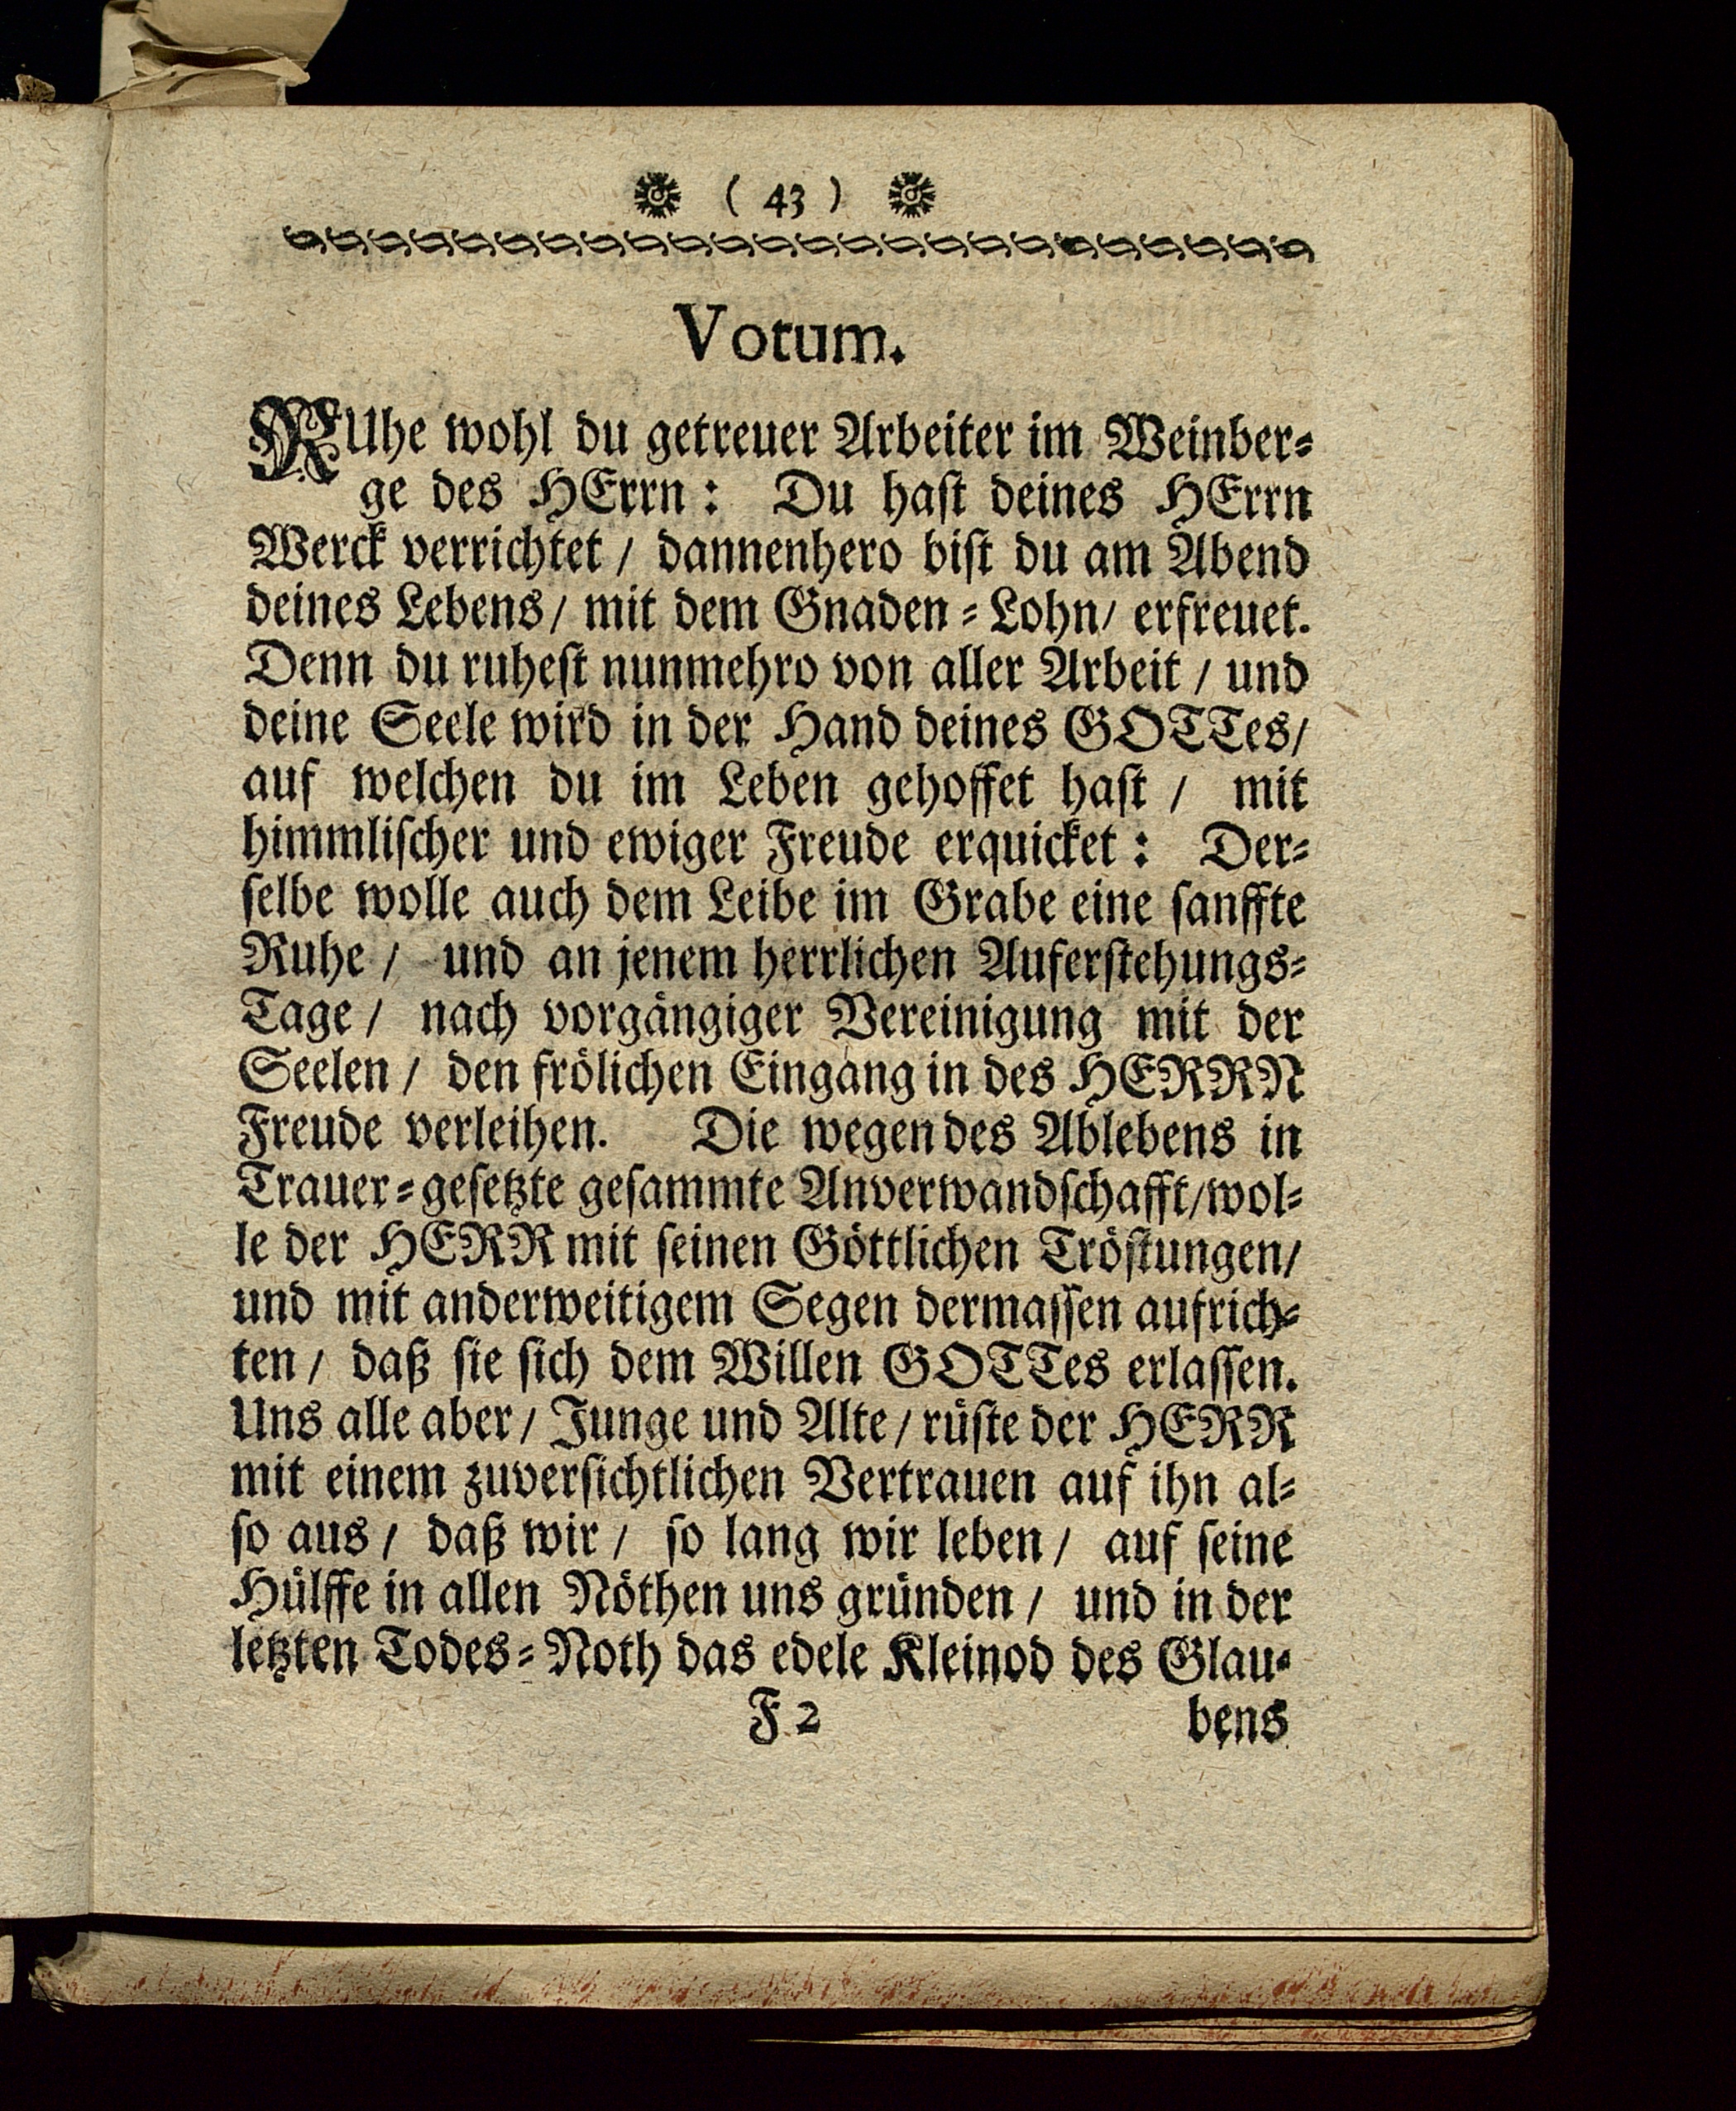 ( 43 )
Votum.
RUhe wohl du getreuer Arbeiter im Weinber⸗
ge des HErrn: Du haſt deines HErrn
Werck verrichtet / dannenhero biſt du am Abend
deines Lebens / mit dem Gnaden⸗Lohn / erfreuet.
Denn du ruheſt nunmehro von aller Arbeit / und
deine Seele wird in der Hand deines GOTTes /
auf welchen du im Leben gehoffet haſt / mit
himmliſcher und ewiger Freude erquicket: Der⸗
ſelbe wolle auch dem Leibe im Grabe eine ſanffte
Ruhe / und an jenem herrlichen Auferſtehungs⸗
Tage / nach vorgängiger Vereinigung mit der
Seelen / den frölichen Eingang in des HERRN
Freude verleihen. Die wegen des Ablebens in
Trauer⸗geſetzte geſammte Anverwandſchafft / wol⸗
le der HERR mit ſeinen Göttlichen Tröſtungen /
und mit anderweitigem Segen dermaſſen aufrich⸗
ten / daß ſie ſich dem Willen GOTTes erlaſſen.
Uns alle aber / Junge und Alte / rüſte der HERR
mit einem zuverſichtlichen Vertrauen auf ihn al⸗
ſo aus / daß wir / ſo lang wir leben / auf ſeine
Hülffe in allen Nöthen uns gründen / und in der
letzten Todes⸗Noth das edele Kleinod des Glau⸗
F 2 bens